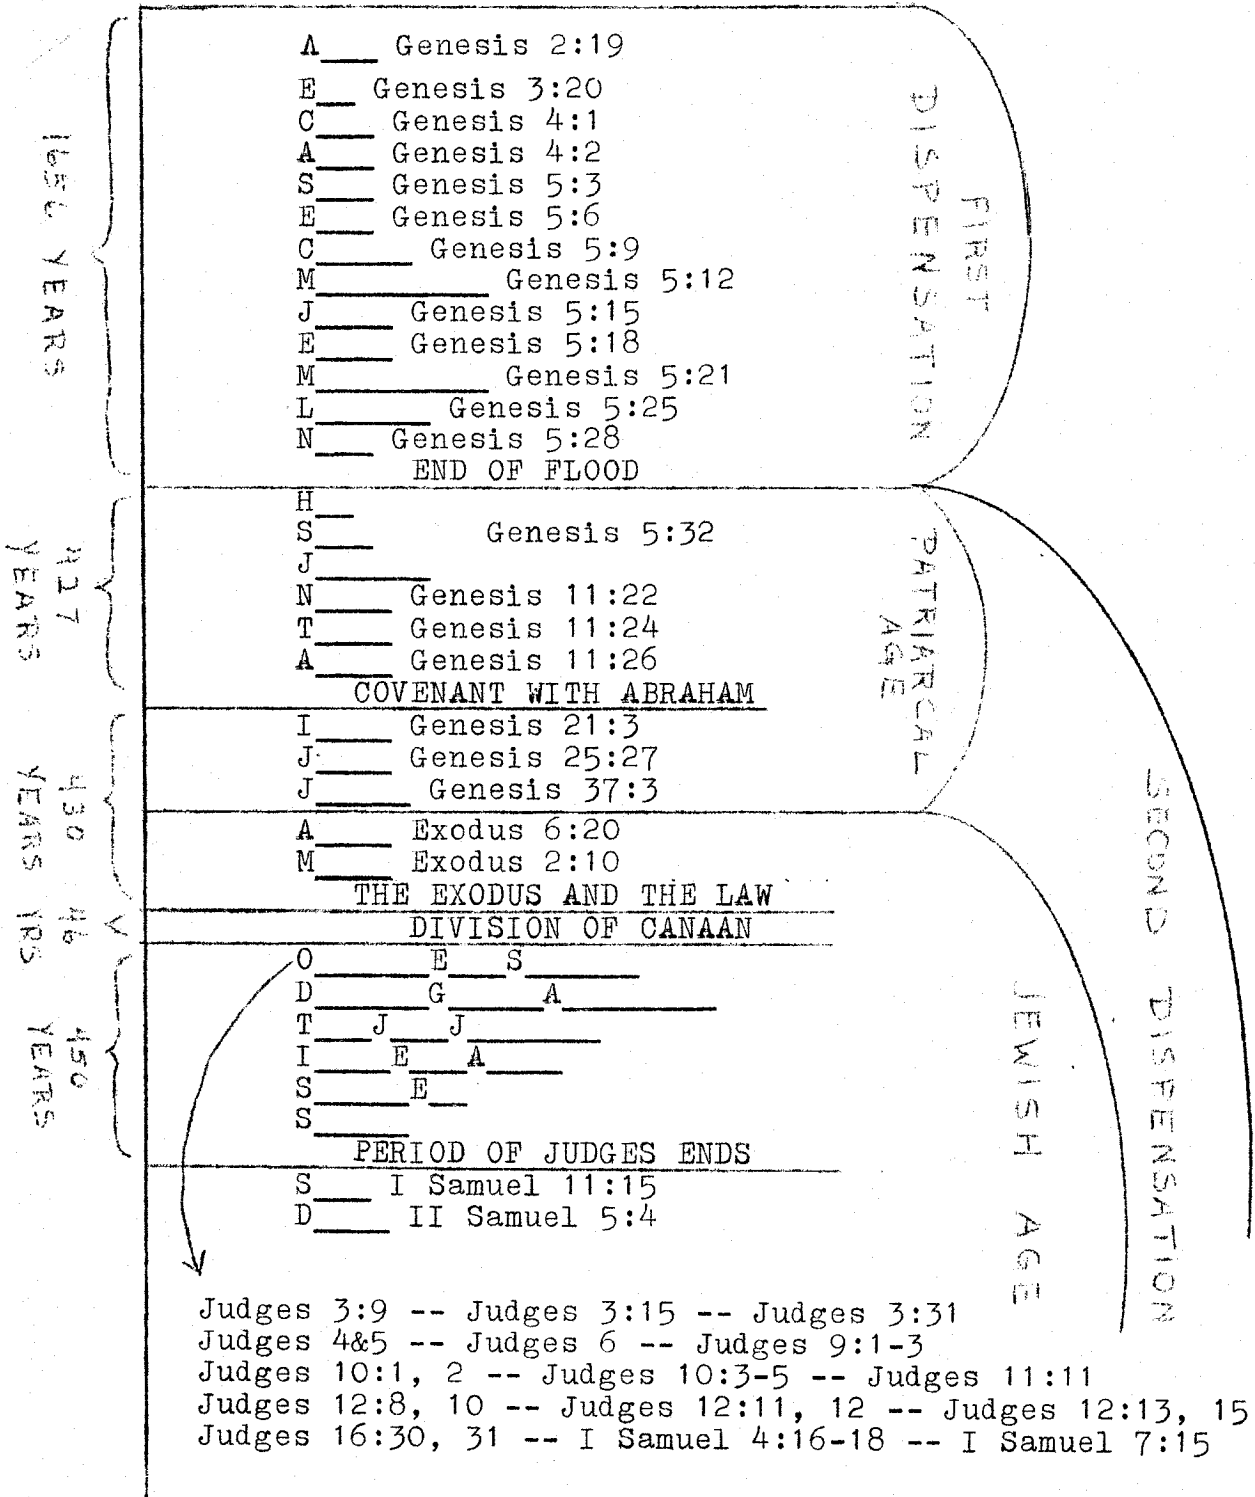 A___ Genesis 2:19
E__ Genesis 3:20
C___ Genesis 4:1
A___ Genesis 4:2
S___ Genesis 5:3
E___ Genesis 5:6
C_____ Genesis 5:9
M_________ Genesis 5:12
J____ Genesis 5:15
E____ Genesis 5:18
M_________ Genesis 5:21
L______ Genesis 5:25
N___ Genesis 5:28
END OF FLOOD
H__
S___ Genesis 5:32
J______
N____ Genesis 11:22
T____ Genesis 11:24
A____ Genesis 11:26
COVENANT WITH ABRAHAM
I____ Genesis 21:3
J____ Genesis 25:27
J_____ Genesis 37:3
A____ Exodus 6:20
M____ Exodus 2:10
THE EXODUS AND THE LAW
DIVISION OF CANAAN
O______E___S______
D______G_____A________
T___J___J_______
I____E___A____
S_____E__
S_____
PERIOD OF JUDGES ENDS
S___ I Samuel 11:15
D____ II Samuel 5:4
Judges 3:9 -- Judges 3:15 -- Judges 3:31
Judges 4&5 -- Judges 6 -- Judges 9:1-3
Judges 10:1, 2 -- Judges 10:3-5 -- Judges 11:11
Judges 12:8, 10 -- Judges 12:11, 12 -- Judges 12:13, 15
Judges 16:30, 31 -- I Samuel 4:16-18 -- I Samuel 7:15
1656 YEARS
427
YEARS
430
YEARS
46
YRS
450
YEARS
FIRST
DISPENSATION
PATRIARCAL
AGE
SECOND DISPENSATION
JEWISH AGE